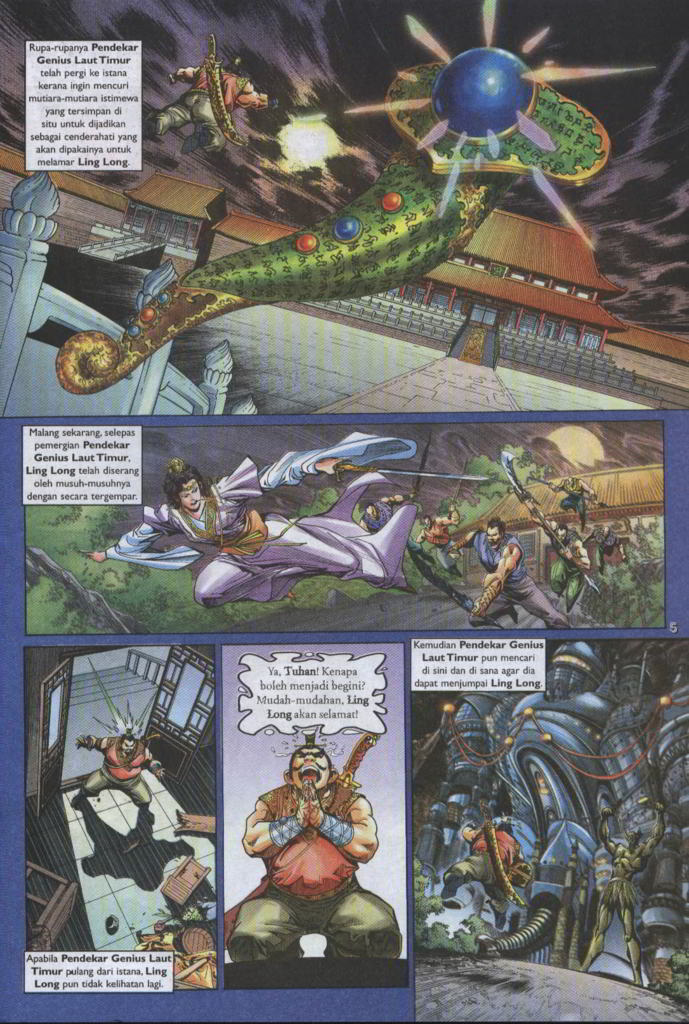 Rupa-rupanya Pendekar
Genius Laut Timur
telah pergi ke istana
kerana ingin mencuri
mutiara-mutiara istimewa
yang tersimpan di
situ untuk dijadikan
sebagai cenderahati yang
akan dipakainya untuk
melamar Ling Long.
Malang sekarang, selepas
pemergian Pendekar
Genius Laut Timur,
Ling Long telah diserang
oleh musuh-musuhnya
dengan secara tergempar.
5
Apabila Pendekar Genius Laut
Timur pulang dari istana, Ling
Long pun tidak kelihatan lagi.
Ya, Tuhan! Kenapa
boleh menjadi begini?
Mudah-mudahan, Ling
Long akan selamat!
Kemudian Pendekar Genius
Laut Timur pun mencari
di sini dan di sana agar dia
dapat menjumpai Ling Long.